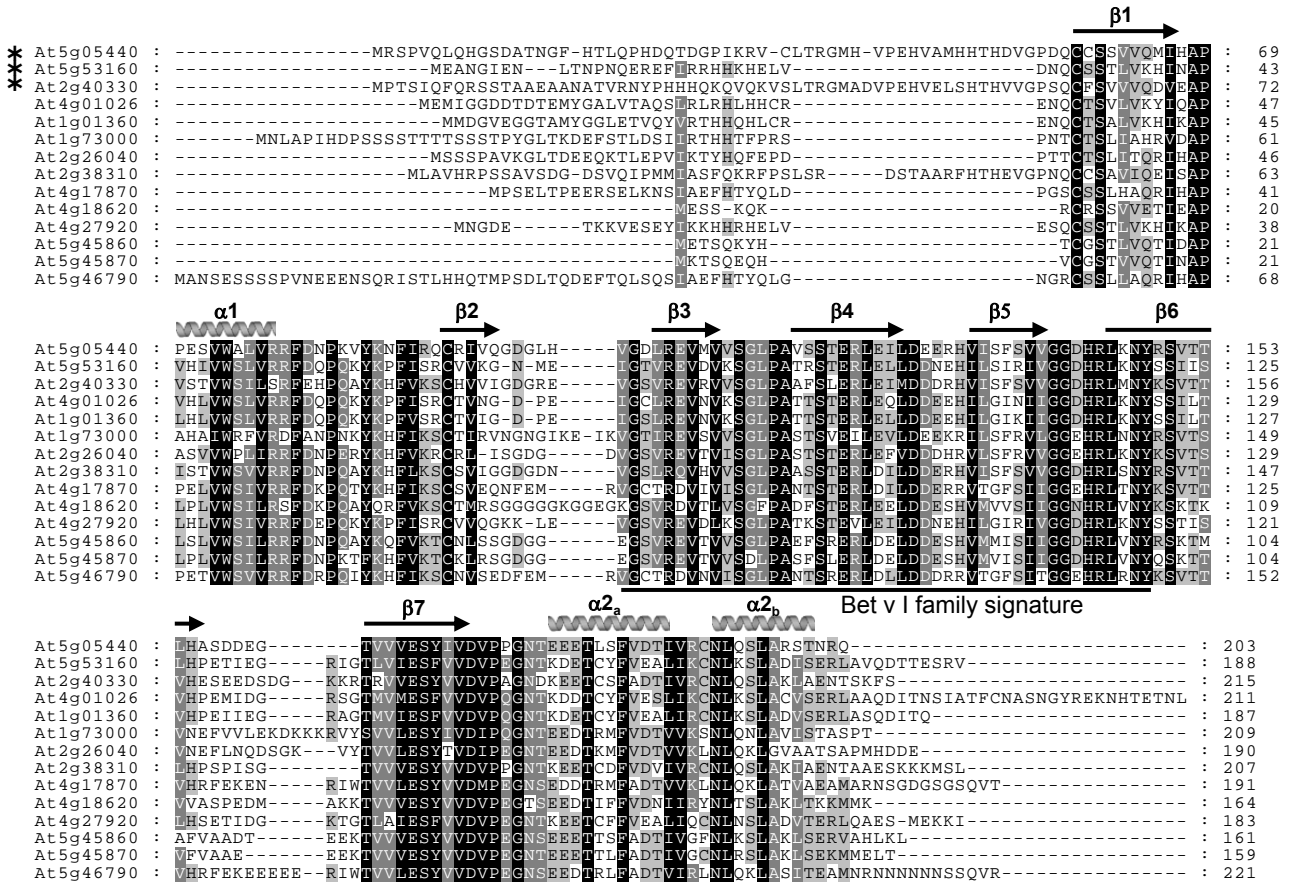 β1
* At5g05440 : -----------------MRSPVQLQHGSDATNGF-HTLQPHDQTDGPIKRV-CLTRGMH-VPEHVAMHHTHDVGPDQCCSSVVQMIHAP : 69
* At5g53160 : ----------------------MEANGIEN---LTNPNQEREFIRRHHKHELV---------------------DNQCSSTLVKHINAP : 43
* At2g40330 : -----------------MPTSIQFQRSSTAAEAANATVRNYPHHHQKQVQKVSLTRGMADVPEHVELSHTHVVGPSQCFSVVVQDVEAP : 72
At4g01026 : ---------------------MEMIGGDDTDTEMYGALVTAQSLRLRHLHHCR---------------------ENQCTSVLVKYIQAP : 47
At1g01360 : -----------------------MMDGVEGGTAMYGGLETVQYVRTHHQHLCR---------------------ENQCTSALVKHIKAP : 45
At1g73000 : -------MNLAPIHDPSSSSTTTTSSSTPYGLTKDEFSTLDSIIRTHHTFPRS---------------------PNTCTSLIAHRVDAP : 61
At2g26040 : ----------------------MSSSPAVKGLTDEEQKTLEPVIKTYHQFEPD---------------------PTTCTSLITQRIHAP : 46
At2g38310 : --------------------MLAVHRPSSAVSDG-DSVQIPMMIASFQKRFPSLSR------DSTAARFHTHEVGPNQCCSAVIQEISAP : 63
At4g17870 : ---------------------------MPSELTPEERSELKNSIAEFHTYQLD---------------------PGSCSSLHAQRIHAP : 41
At4g18620 : -------------------------------------------MESS-KQK------------------------RCRSSVVETIEAP : 20
At4g27920 : ------------------------MNGDE----TKKVESEYIKKHHRHELV---------------------ESQCSSTLVKHIKAP : 38
At5g45860 : -------------------------------------------METSQKYH------------------------TCGSTLVQTIDAP : 21
At5g45870 : -------------------------------------------MKTSQEQH------------------------VCGSTVVQTINAP : 21
At5g46790 : MANSESSSSPVNEEENSQRISTLHHQTMPSDLTQDEFTQLSQSIAEFHTYQLG---------------------NGRCSSLLAQRIHAP : 68
α1 β2 β3 β4 β5 β6
At5g05440 : PESVWALVRRFDNPKVYKNFIRQCRIVQGDGLH-----VGDLREVMVVSGLPAVSSTERLEILDEERHVISFSVVGGDHRLKNYRSVTT : 153
At5g53160 : VHIVWSLVRRFDQPQKYKPFISRCVVKG-N-ME-----IGTVREVDVKSGLPATRSTERLELLDDNEHILSIRIVGGDHRLKNYSSIIS : 125
At2g40330 : VSTVWSILSRFEHPQAYKHFVKSCHVVIGDGRE-----VGSVREVRVVSGLPAAFSLERLEIMDDDRHVISFSVVGGDHRLMNYKSVTT : 156
At4g01026 : VHLVWSLVRRFDQPQKYKPFISRCTVNG-D-PE-----IGCLREVNVKSGLPATTSTERLEQLDDEEHILGINIIGGDHRLKNYSSILT : 129
At1g01360 : LHLVWSLVRRFDQPQKYKPFVSRCTVIG-D-PE-----IGSLREVNVKSGLPATTSTERLELLDDEEHILGIKIIGGDHRLKNYSSILT : 127
At1g73000 : AHAIWRFVRDFANPNKYKHFIKSCTIRVNGNGIKE-IKVGTIREVSVVSGLPASTSVEILEVLDEEKRILSFRVLGGEHRLNNYRSVTS : 149
At2g26040 : ASVVWPLIRRFDNPERYKHFVKRCRLI-SGDG------DVGSVREVTVISGLPASTSTERLEFVDDDHRVLSFRVVGGEHRLKNYKSVTS : 129
At2g38310 : ISTVWSVVRRFDNPQAYKHFLKSCSVIGGDGDN-----VGSLRQVHVVSGLPAASSTERLDILDDERHVISFSVVGGDHRLSNYRSVTT : 147
At4g17870 : PELVWSIVRRFDKPQTYKHFIKSCSVEQNFEM------RVGCTRDVIVISGLPANTSTERLDILDDERRVTGFSIIGGEHRLTNYKSVTT : 125
At4g18620 : LPLVWSILRSFDKPQAYQRFVKSCTMRSGGGGGKGGEGKGSVRDVTLVSGFPADFSTERLEELDDESHVMVVSIIGGNHRLVNYKSKTK : 109
At4g27920 : LHLVWSIVRRFDEPQKYKPFISRCVVQGKK-LE-----VGSVREVDLKSGLPATKSTEVLEILDDNEHILGIRIVGGDHRLKNYSSTIS : 121
At5g45860 : LSLVWSILRRFDNPQAYKQFVKTCNLSSGDGG------EGSVREVTVVSGLPAEFSRERLDELDDESHVMMISIIGGDHRLVNYRSKTM : 104
At5g45870 : LPLVWSILRRFDNPKTFKHFVKTCKLRSGDGG------EGSVREVTVVSDLPASFSLERLDELDDESHVMVISIIGGDHRLVNYQSKTT : 104
At5g46790 : PETVWSVVRRFDRPQIYKHFIKSCNVSEDFEM------RVGCTRDVNVISGLPANTSRERLDLLDDDRRVTGFSITGGEHRLRNYKSVTT : 152
Bet v I family signature
β7 α2a α2b
At5g05440 : LHASDDEG--------TVVVESYIVDVPPGNTEEETLSFVDTIVRCNLQSLARSTNRQ----------------------------- : 203
At5g53160 : LHPETIEG-----RIGTLVIESFVVDVPEGNTKDETCYFVEALIKCNLKSLADISERLAVQDTTESRV------------------- : 188
At2g40330 : VHESEEDSDG---KKRTRVVESYVVDVPAGNDKEETCSFADTIVRCNLQSLAKLAENTSKFS------------------------- : 215
At4g01026 : VHPEMIDG-----RSGTMVMESFVVDVPQGNTKDDTCYFVESLIKCNLKSLACVSERLAAQDITNSIATFCNASNGYREKNHTETNL : 211
At1g01360 : VHPEIIEG-----RAGTMVIESFVVDVPQGNTKDETCYFVEALIRCNLKSLADVSERLASQDITQ---------------------- : 187
At1g73000 : VNEFVVLEKDKKKRVYSVVLESYIVDIPQGNTEEDTRMFVDTVVKSNLQNLAVISTASPT--------------------------- : 209
At2g26040 : VNEFLNQDSGK--VYTVVLESYTVDIPEGNTEEDTKMFVDTVVKLNLQKLGVAATSAPMHDDE------------------------ : 190
At2g38310 : LHPSPISG--------TVVVESYVVDVPPGNTKEETCDFVDVIVRCNLQSLAKIAENTAAESKKKMSL------------------- : 207
At4g17870 : VHRFEKEN-----RIWTVVLESYVVDMPEGNSEDDTRMFADTVVKLNLQKLATVAEAMARNSGDGSGSQVT---------------- : 191
At4g18620 : VVASPEDM-----AKKTVVVESYVVDVPEGTSEEDTIFFVDNIIRYNLTSLAKLTKKMMK--------------------------- : 164
At4g27920 : LHSETIDG-----KTGTLAIESFVVDVPEGNTKEETCFFVEALIQCNLNSLADVTERLQAES-MEKKI------------------- : 183
At5g45860 : AFVAADT------EEKTVVVESYVVDVPEGNSEEETTSFADTIVGFNLKSLAKLSERVAHLKL------------------------ : 161
At5g45870 : VFVAAE-------EEKTVVVESYVVDVPEGNTEEETTLFADTIVGCNLRSLAKLSEKMMELT------------------------- : 159
At5g46790 : VHRFEKEEEEE--RIWTVVLESYVVDVPEGNSEEDTRLFADTVIRLNLQKLASITEAMNRNNNNNNSSQVR---------------- : 221